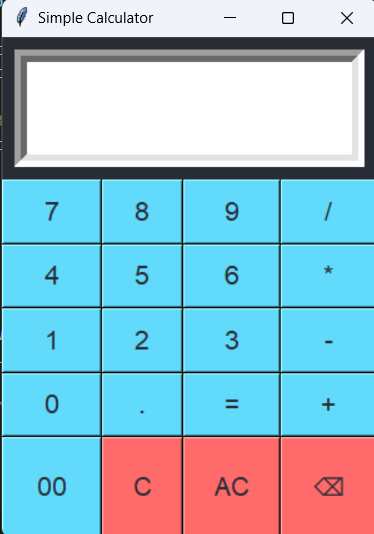 Simple Calculator
7 8 9 /
4 5 6 *
1 2 3 -
0 . = +
00 C AC ⌫